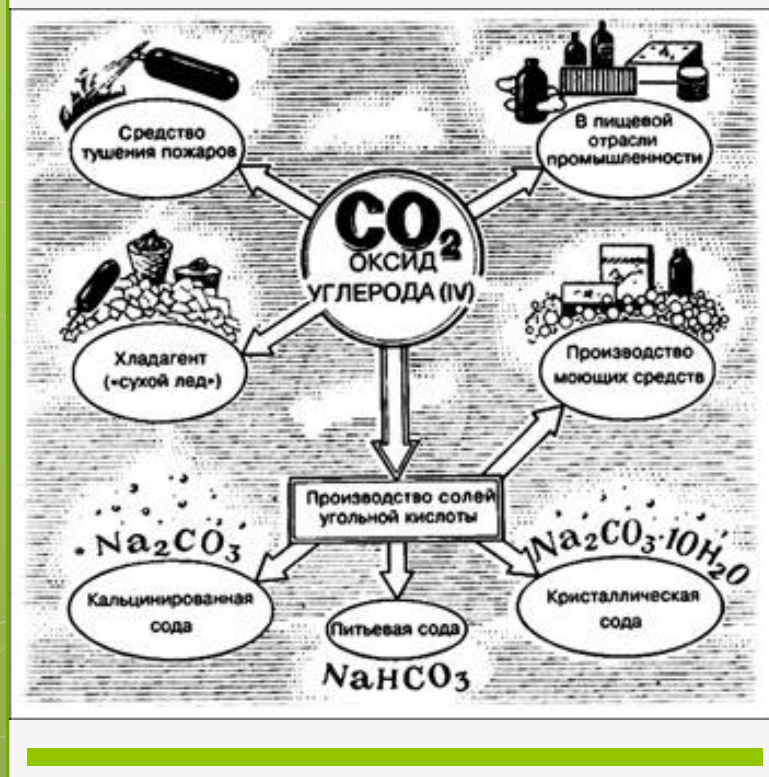 Средство
тушения пожаров
В пищевой
отрасли
промышленности
CO₂
ОКСИД
УГЛЕРОДА (IV)
Хладагент
(«сухой лед»)
Производство
моющих средств
Производство солей
угольной кислоты
Na₂CO₃
Кальцинированная
сода
Питьевая сода
NaHCO₃
Na₂CO₃·10H₂O
Кристаллическая
сода